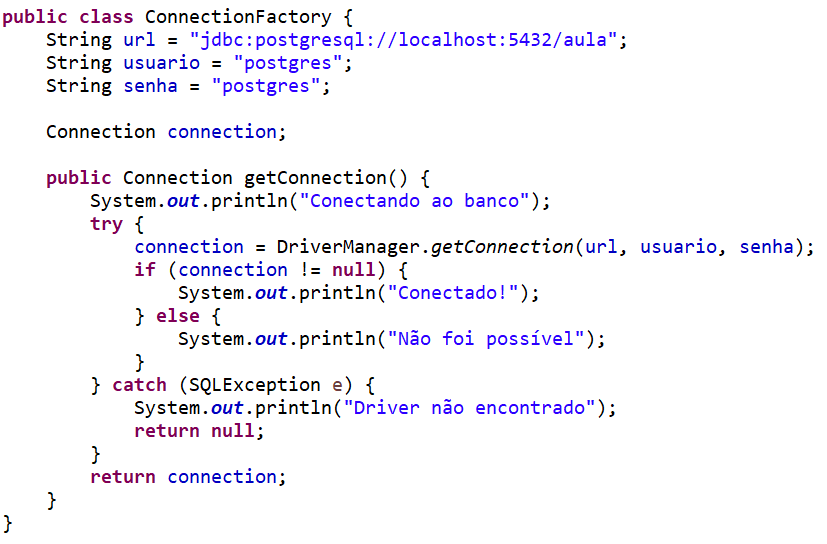 public class ConnectionFactory {
    String url = "jdbc:postgresql://localhost:5432/aula";
    String usuario = "postgres";
    String senha = "postgres";

    Connection connection;

    public Connection getConnection() {
        System.out.println("Conectando ao banco");
        try {
            connection = DriverManager.getConnection(url, usuario, senha);
            if (connection != null) {
                System.out.println("Conectado!");
            } else {
                System.out.println("Não foi possível");
            }
        } catch (SQLException e) {
            System.out.println("Driver não encontrado");
            return null;
        }
        return connection;
    }
}